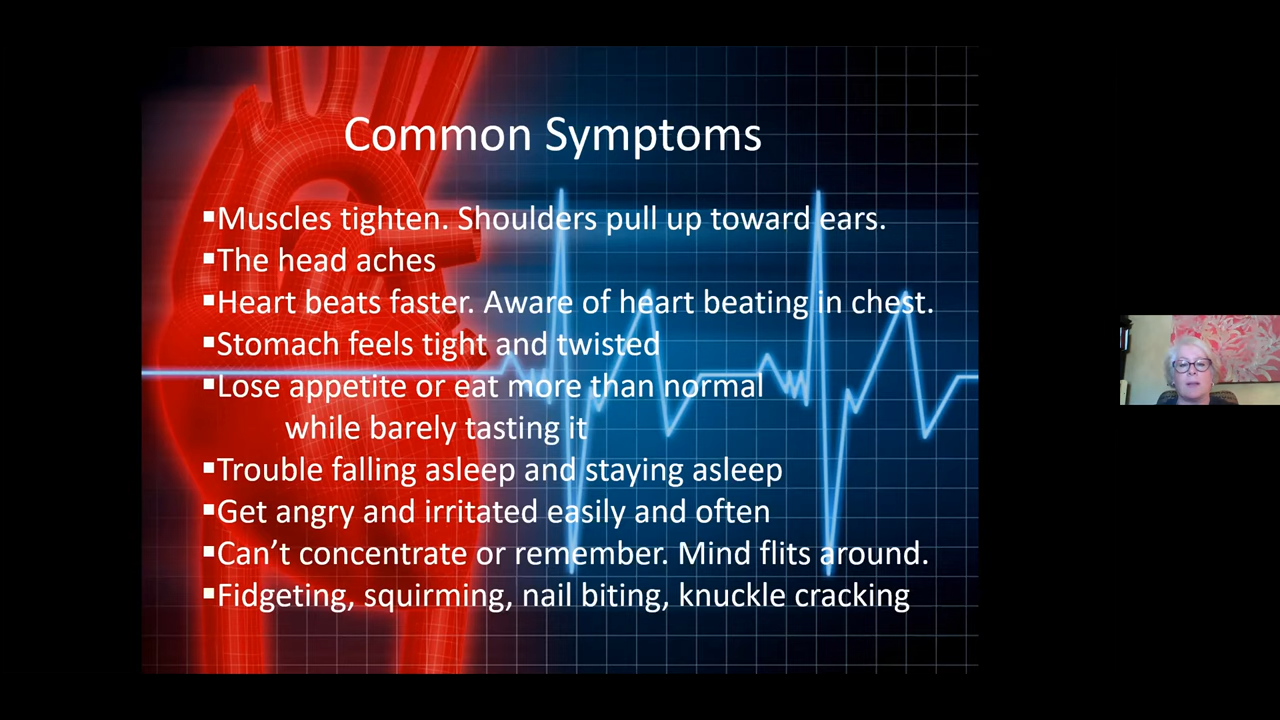 Common Symptoms
▪Muscles tighten. Shoulders pull up toward ears.
▪The head aches
▪Heart beats faster. Aware of heart beating in chest.
▪Stomach feels tight and twisted
▪Lose appetite or eat more than normal
while barely tasting it
▪Trouble falling asleep and staying asleep
▪Get angry and irritated easily and often
▪Can’t concentrate or remember. Mind flits around.
▪Fidgeting, squirming, nail biting, knuckle cracking